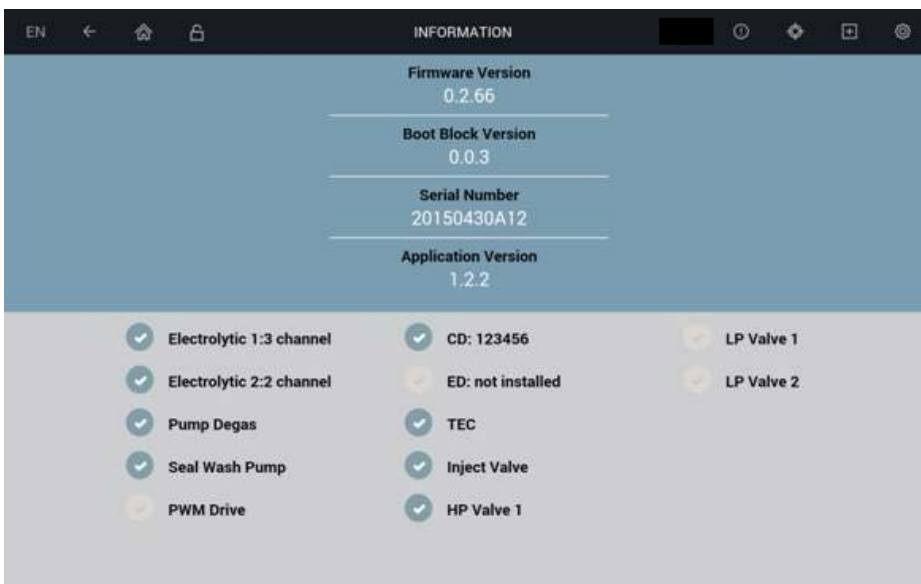 EN
INFORMATION
Firmware Version
0.2.66
Boot Block Version
0.0.3
Serial Number
20150430A12
Application Version
1.2.2
Electrolytic 1:3 channel
Electrolytic 2:2 channel
Pump Degas
Seal Wash Pump
PWM Drive
CD: 123456
ED: not installed
TEC
Inject Valve
HP Valve 1
LP Valve 1
LP Valve 2